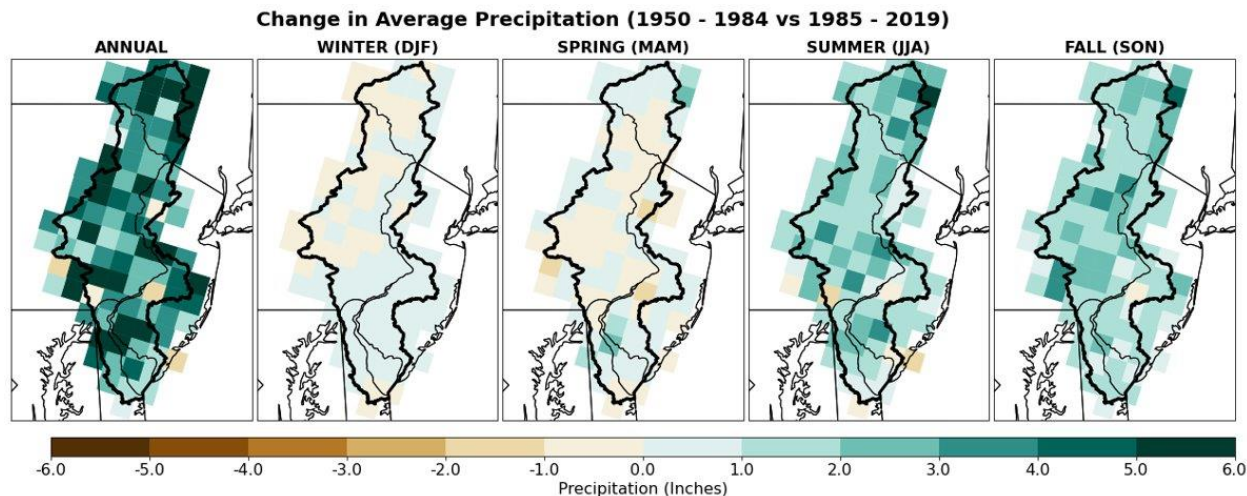 Change in Average Precipitation (1950 - 1984 vs 1985 - 2019)
ANNUAL
WINTER (DJF)
SPRING (MAM)
SUMMER (JJA)
FALL (SON)
-6.0 -5.0 -4.0 -3.0 -2.0 -1.0 0.0 1.0 2.0 3.0 4.0 5.0 6.0
Precipitation (Inches)